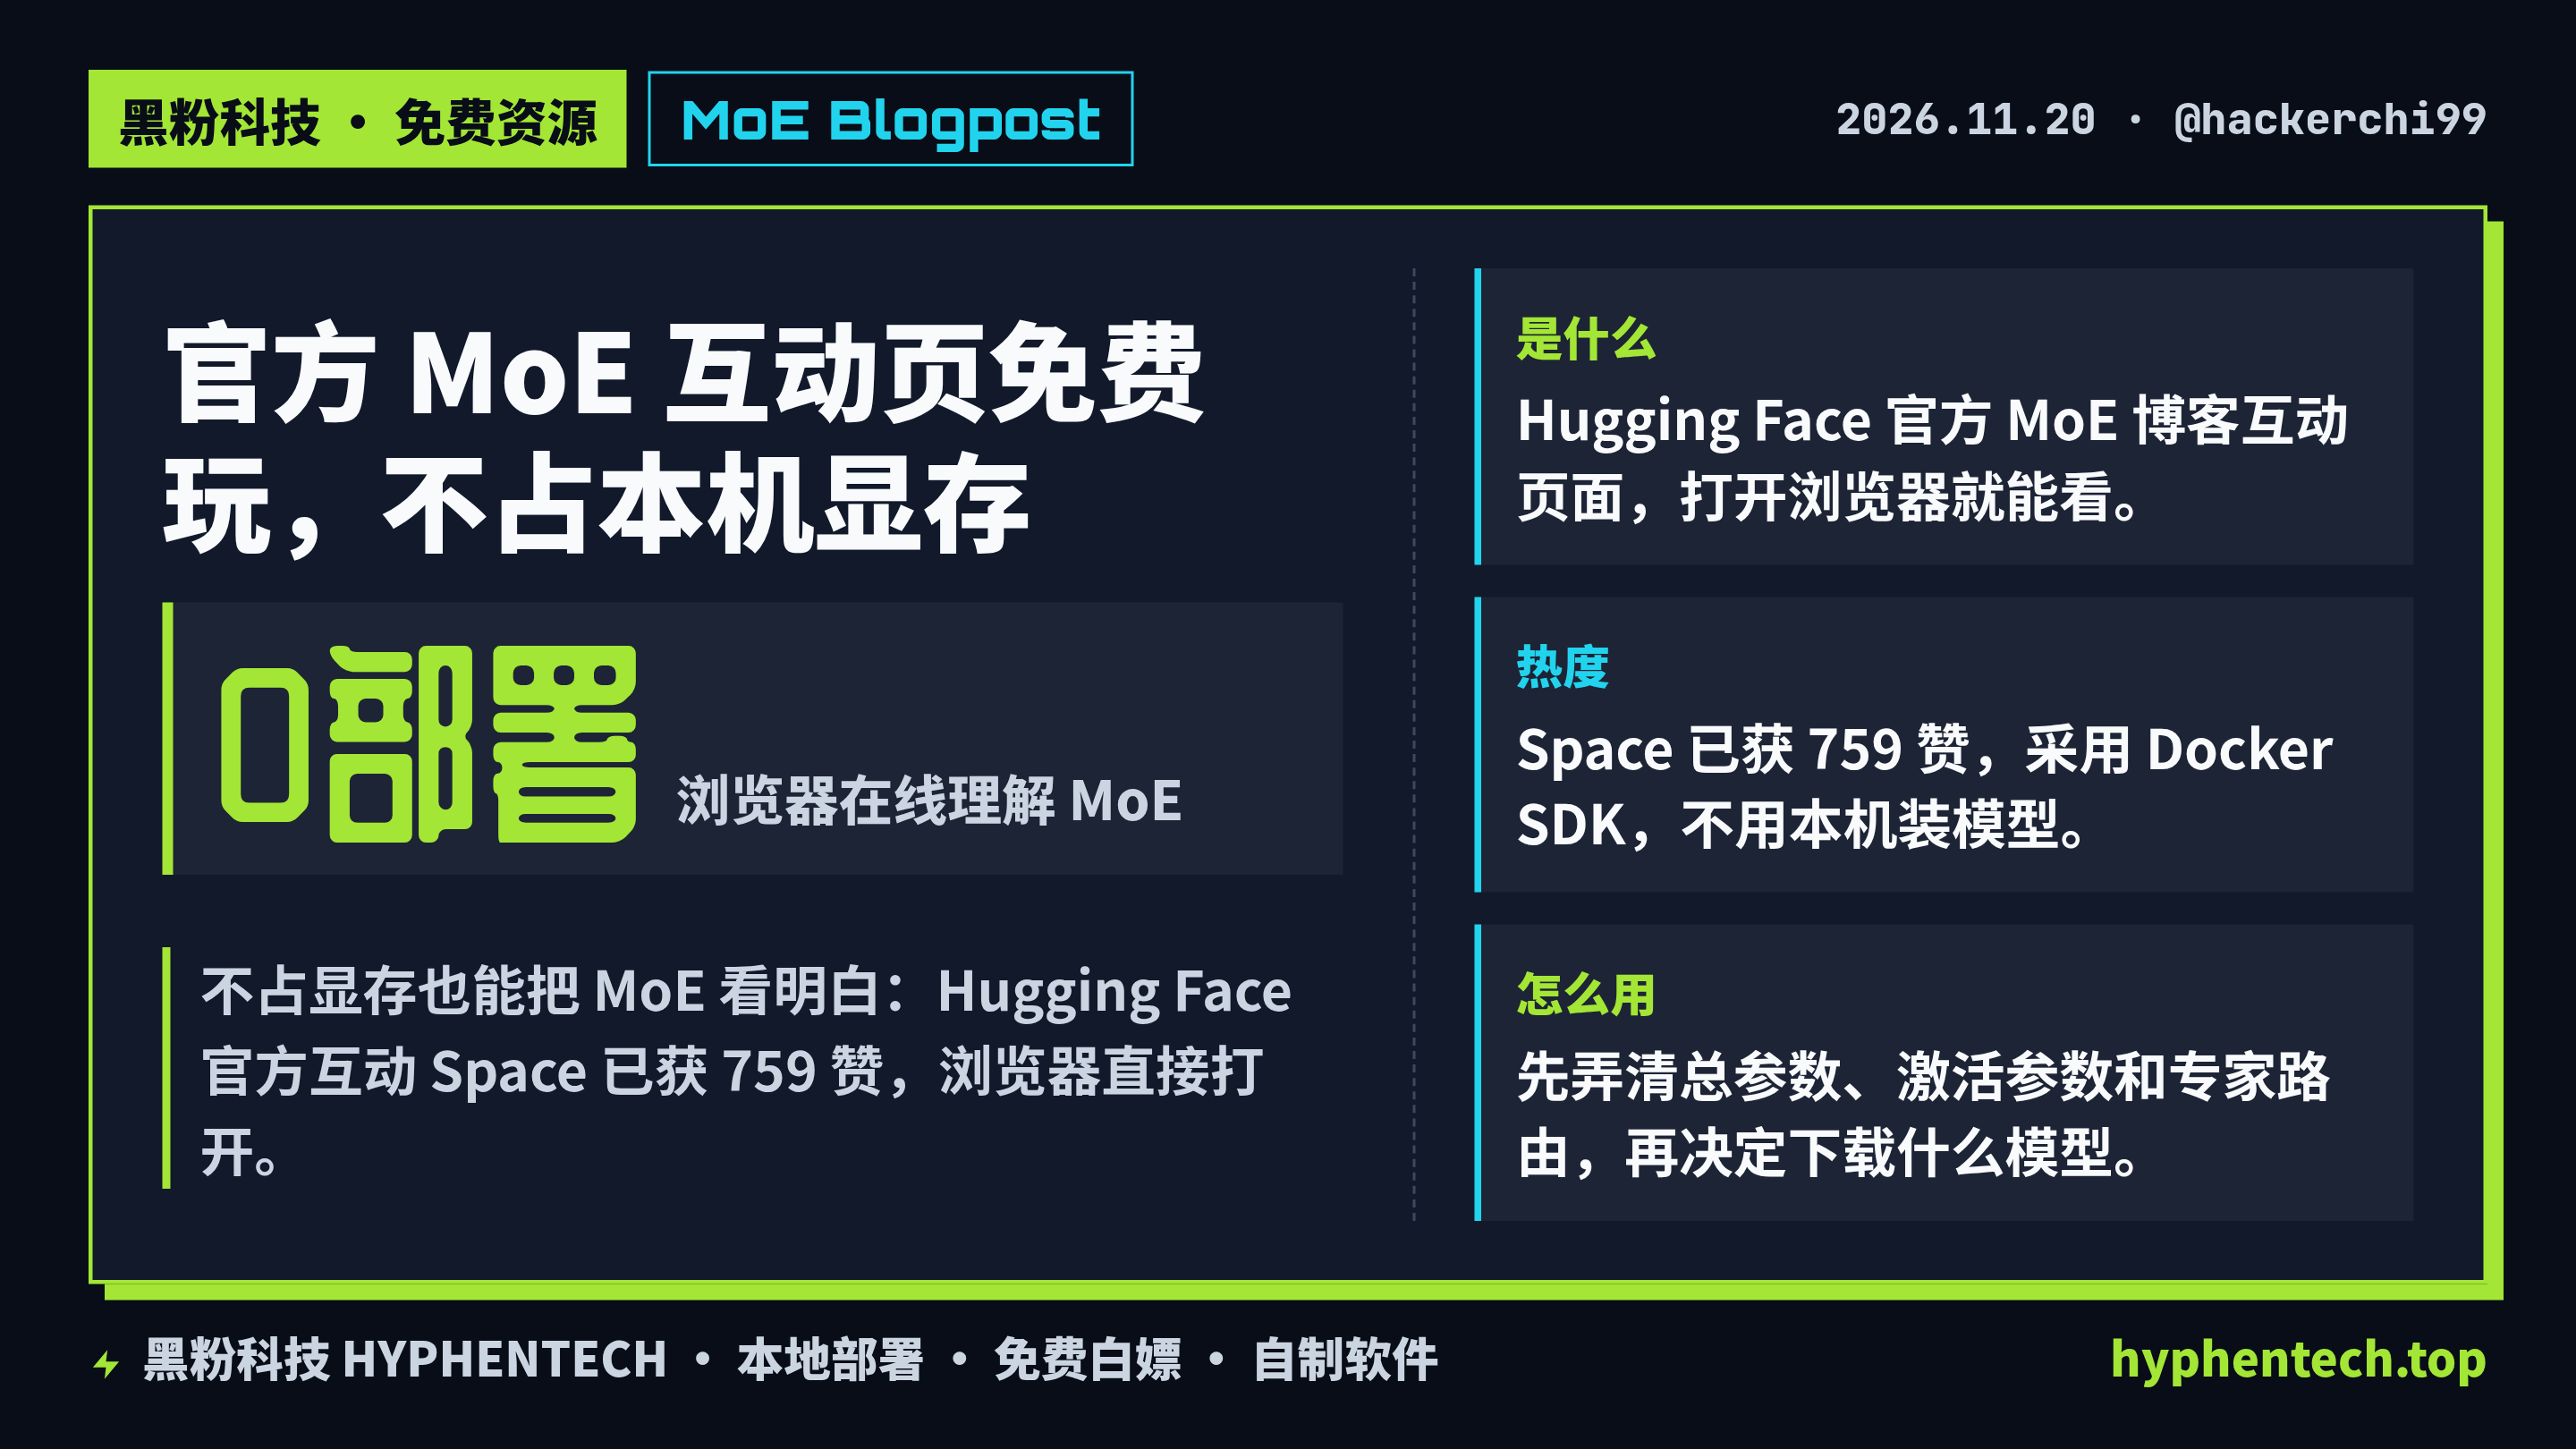 黑粉科技 · 免费资源
MoE Blogpost
2026.11.20 · @hackerchi99
官方 MoE 互动页免费
玩，不占本机显存
0部署
浏览器在线理解 MoE
不占显存也能把 MoE 看明白：Hugging Face
官方互动 Space 已获 759 赞，浏览器直接打
开。
是什么
Hugging Face 官方 MoE 博客互动
页面，打开浏览器就能看。
热度
Space 已获 759 赞，采用 Docker
SDK，不用本机装模型。
怎么用
先弄清总参数、激活参数和专家路
由，再决定下载什么模型。
黑粉科技 HYPHENTECH · 本地部署 · 免费白嫖 · 自制软件
hyphentech.top